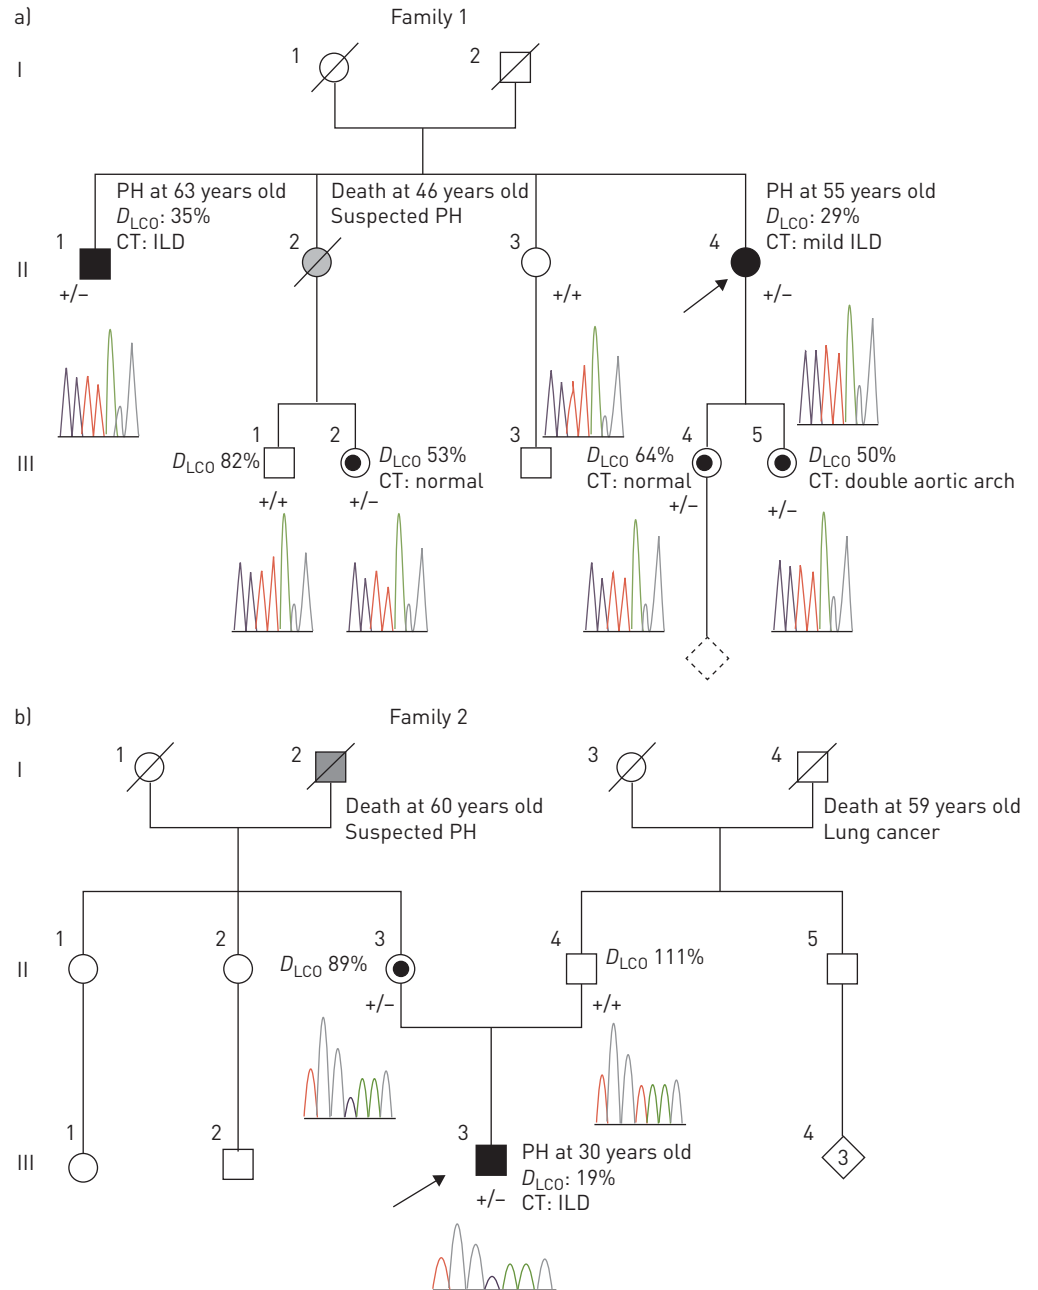 a)
Family 1
I
1
2
PH at 63 years old
DLCO: 35%
CT: ILD
Death at 46 years old
Suspected PH
PH at 55 years old
DLCO: 29%
CT: mild ILD
II
1
2
3
4
+/–
+/+
+/–
III
1
2
3
4
5
DLCO 82%
DLCO 53%
CT: normal
DLCO 64%
CT: normal
DLCO 50%
CT: double aortic arch
+/+
+/–
+/–
+/–
b)
Family 2
I
1
2
3
4
Death at 60 years old
Suspected PH
Death at 59 years old
Lung cancer
II
1
2
3
4
5
DLCO 89%
DLCO 111%
+/–
+/+
III
1
2
3
4
3
PH at 30 years old
DLCO: 19%
CT: ILD
+/–